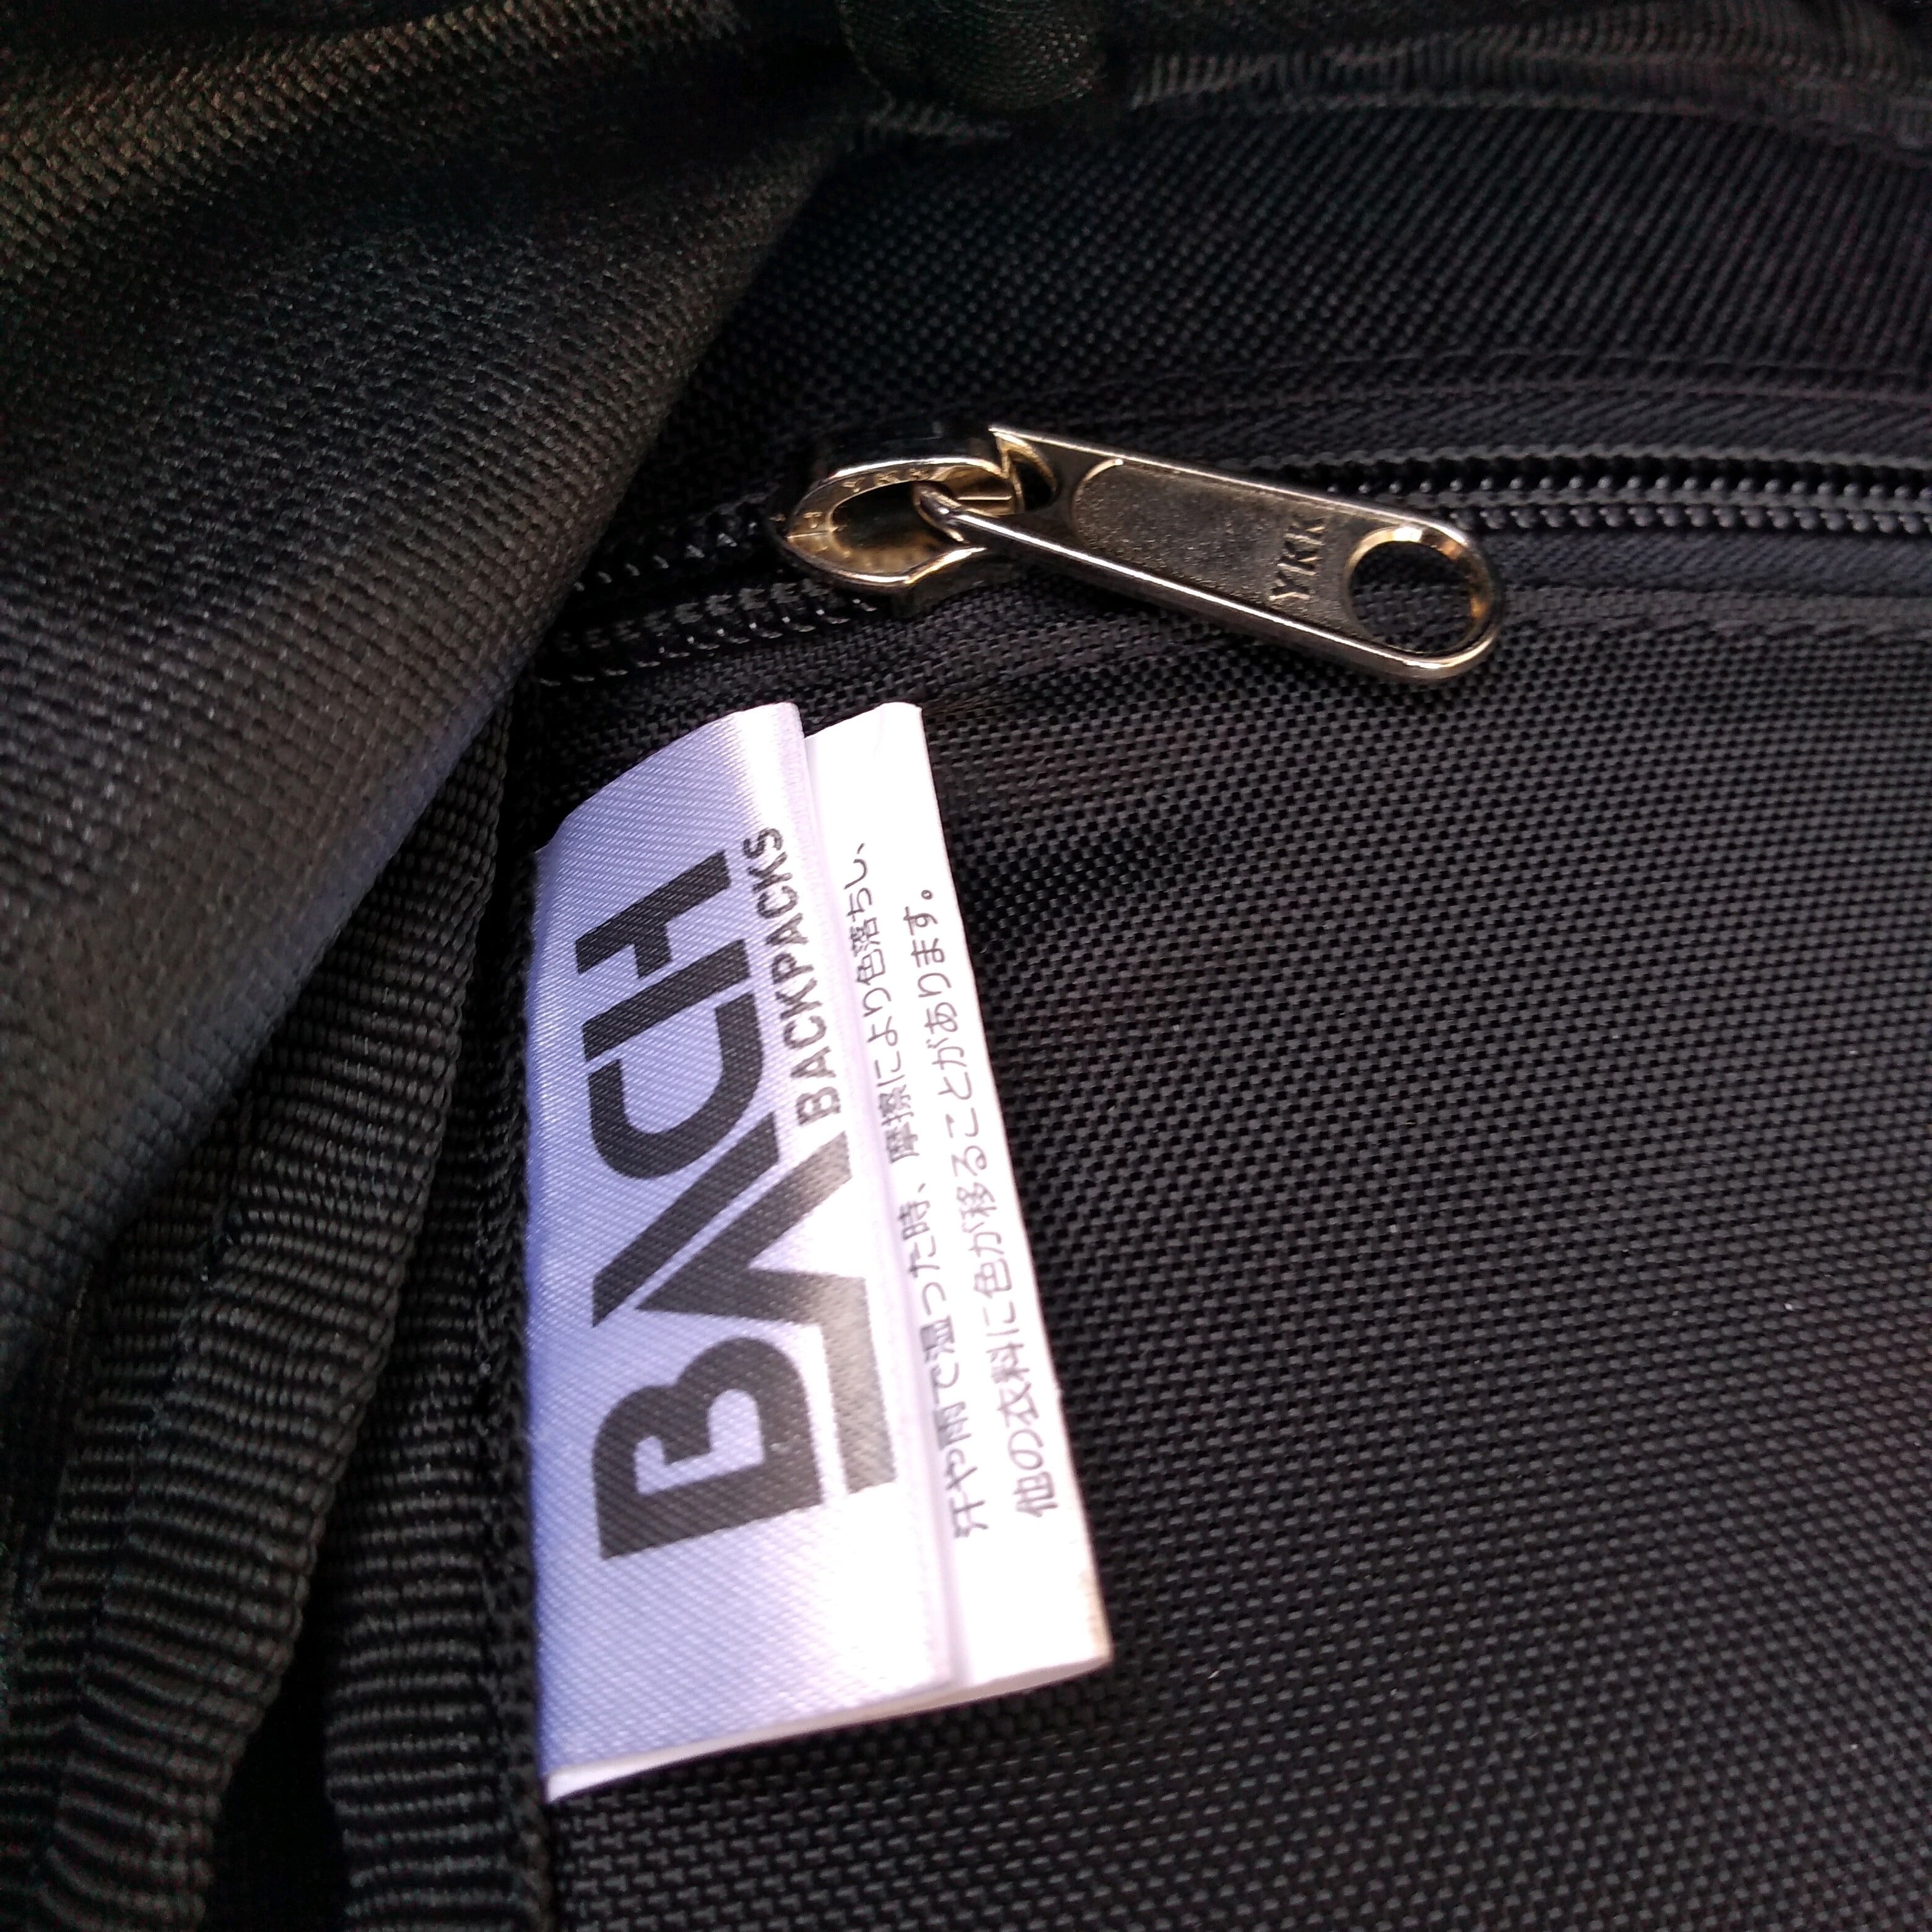 YKK
BACH
BACKPACKS
汗や雨で湿った時、摩擦により色落ちし、
他の衣料に色が移ることがあります。